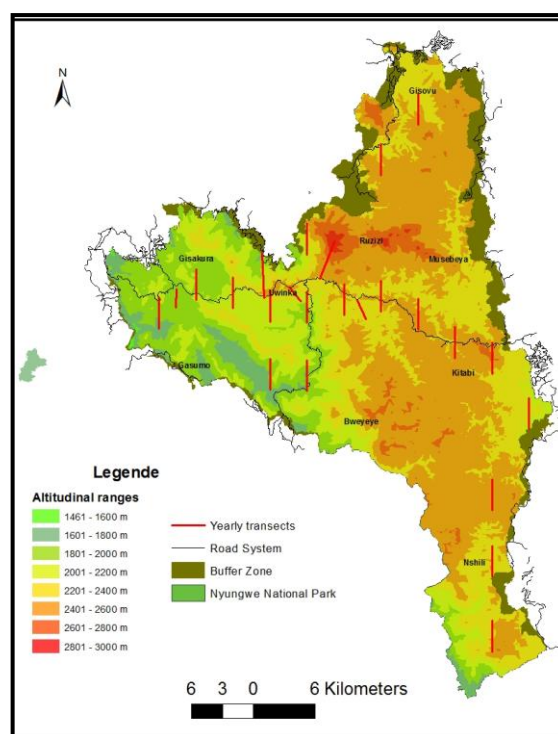 N
Gisovu
Ruzizi
Gisakura
Musebeya
Uwinka
Gasumo
Kitabi
Bweyeye
Nshili
Legende
Altitudinal ranges
1461 - 1600 m
1601 - 1800 m
1801 - 2000 m
2001 - 2200 m
2201 - 2400 m
2401 - 2600 m
2601 - 2800 m
2801 - 3000 m
Yearly transects
Road System
Buffer Zone
Nyungwe National Park
6 3 0 6 Kilometers